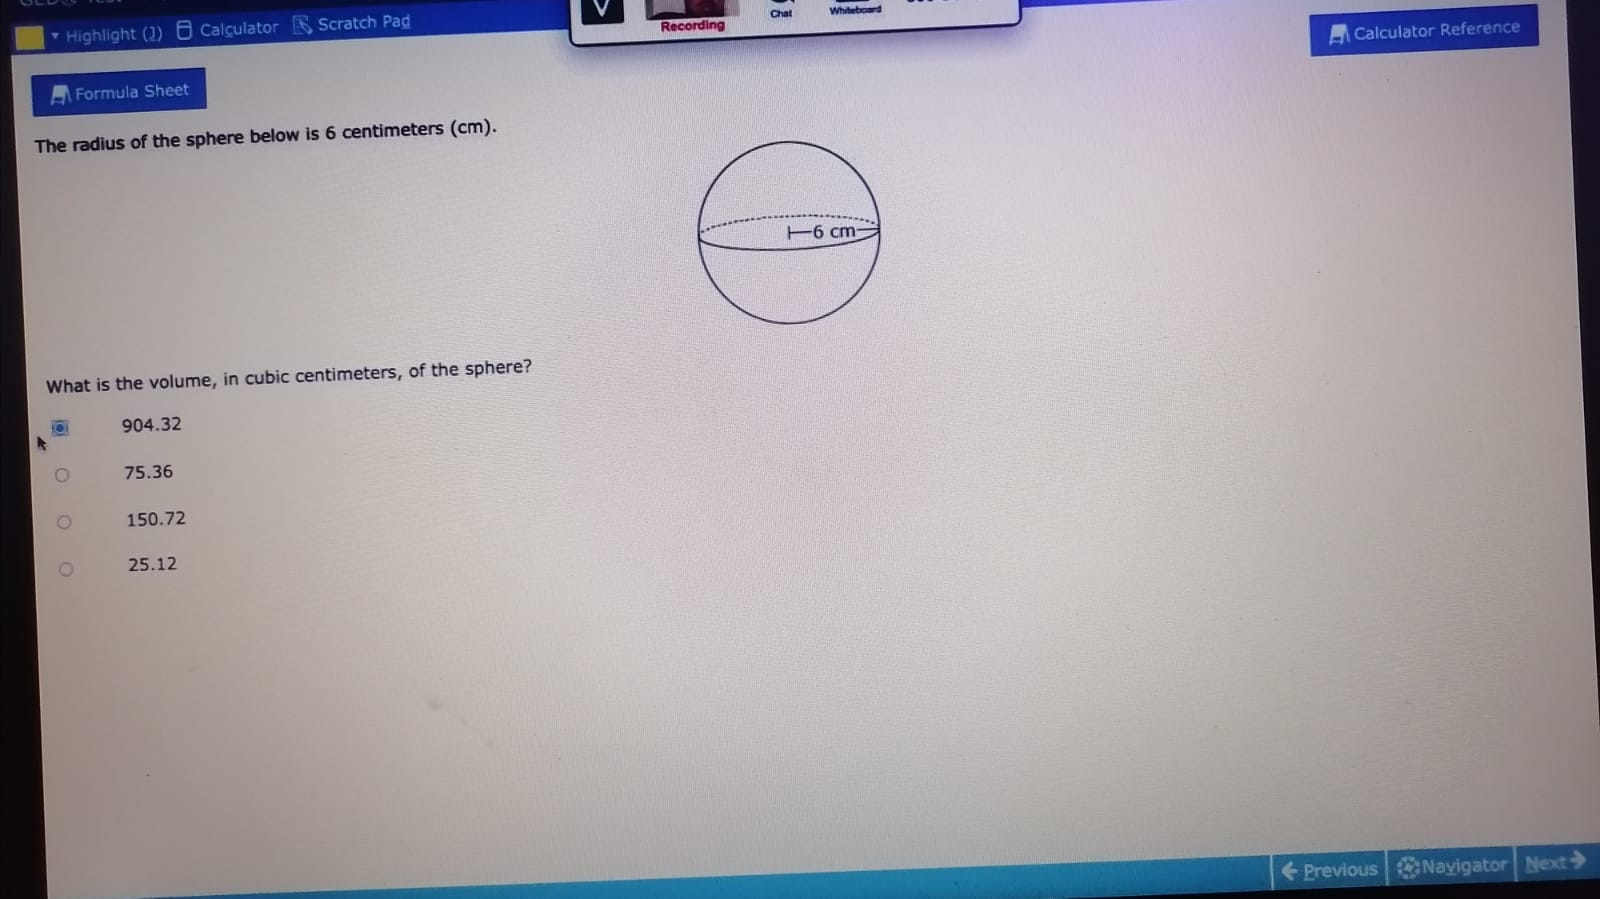 Highlight (J) Calculator Scratch Pad
Recording
Chat
Whiteboard
Calculator Reference
Formula Sheet
The radius of the sphere below is 6 centimeters (cm).
6 cm
What is the volume, in cubic centimeters, of the sphere?
904.32
75.36
150.72
25.12
Previous Navigator Next